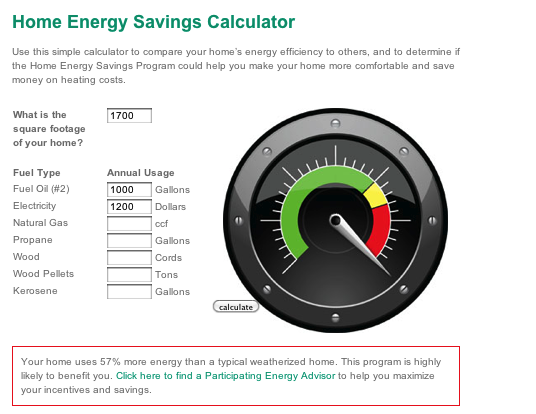 Home Energy Savings Calculator
Use this simple calculator to compare your home's energy efficiency to others, and to determine if
the Home Energy Savings Program could help you make your home more comfortable and save
money on heating costs.
What is the
square footage
of your home?
1700
Fuel Type Annual Usage
Fuel Oil (#2) 1000 Gallons
Electricity 1200 Dollars
Natural Gas ccf
Propane Gallons
Wood Cords
Wood Pellets Tons
Kerosene Gallons
calculate
Your home uses 57% more energy than a typical weatherized home. This program is highly
likely to benefit you. Click here to find a Participating Energy Advisor to help you maximize
your incentives and savings.